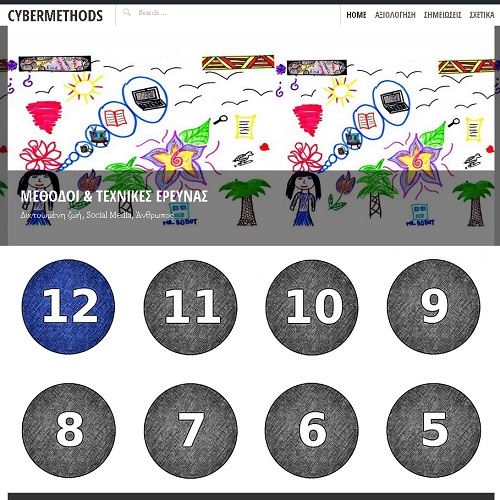 CYBERMETHODS
Search ...
HOME ΑΞΙΟΛΟΓΗΣΗ ΣΗΜΕΙΩΣΕΙΣ ΣΧΕΤΙΚΑ
ΜΕΘΟΔΟΙ & ΤΕΧΝΙΚΕΣ ΕΡΕΥΝΑΣ
Δικτυωμένη ζωή, Social Media, Άνθρωπος
MR. ROBOT MR. ROBOT
12 11 10 9
8 7 6 5